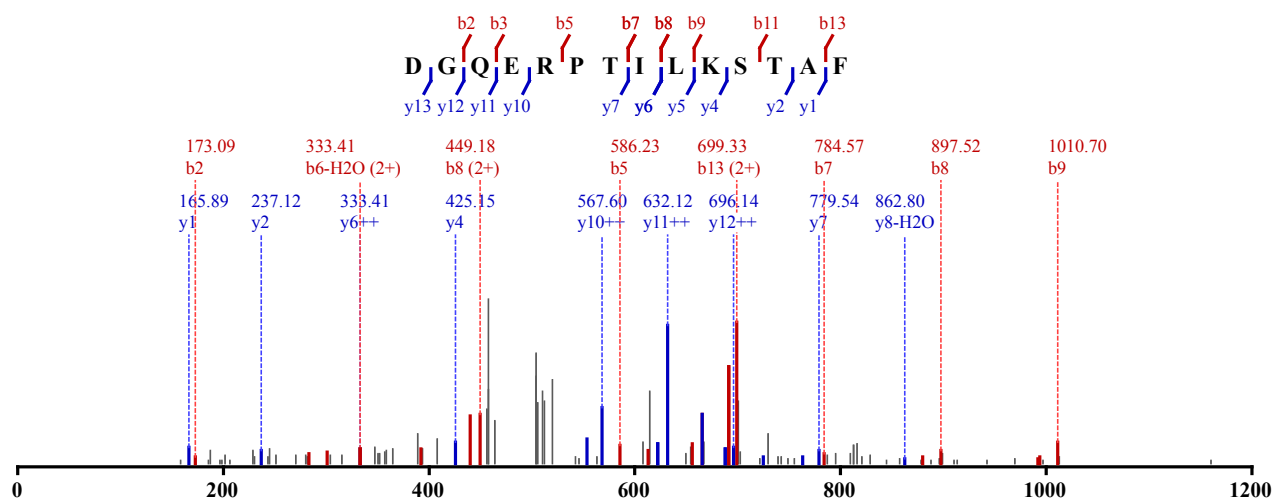 b2 b3 b5 b7 b8 b9 b11 b13
D G Q E R P T I L K S T A F
y13 y12 y11 y10 y7 y6 y5 y4 y2 y1
173.09 333.41 449.18 586.23 699.33 784.57 897.52 1010.70
b2 b6-H2O (2+) b8 (2+) b5 b13 (2+) b7 b8 b9
165.89 237.12 333.41 425.15 567.60 632.12 696.14 779.54 862.80
y1 y2 y6++ y4 y10++ y11++ y12++ y7 y8-H2O
0 200 400 600 800 1000 1200